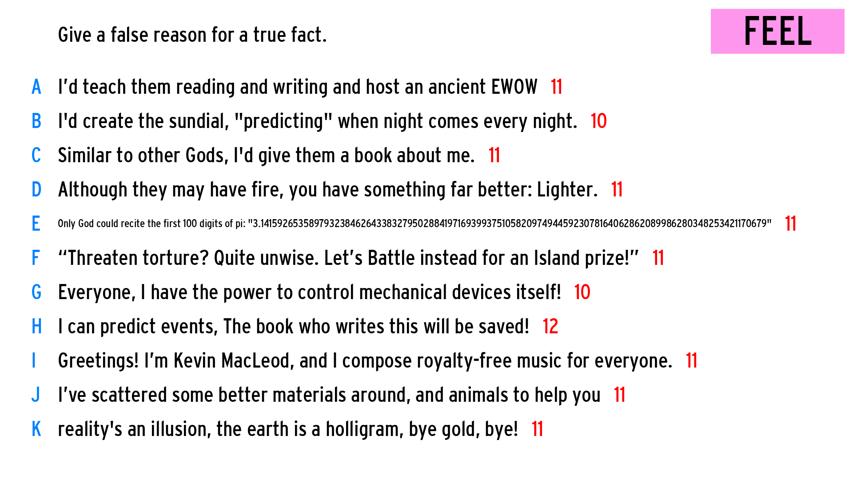 Give a false reason for a true fact.
FEEL
A I'd teach them reading and writing and host an ancient EWOW 11
B I'd create the sundial, "predicting" when night comes every night. 10
C Similar to other Gods, I'd give them a book about me. 11
D Although they may have fire, you have something far better: Lighter. 11
E Only God could recite the first 100 digits of pi: "3.1415926535897932384626433832795028841971693993751058209749445923078164062862089986280348253421170679" 11
F “Threaten torture? Quite unwise. Let’s Battle instead for an Island prize!” 11
G Everyone, I have the power to control mechanical devices itself! 10
H I can predict events, The book who writes this will be saved! 12
I Greetings! I’m Kevin MacLeod, and I compose royalty-free music for everyone. 11
J I’ve scattered some better materials around, and animals to help you 11
K reality's an illusion, the earth is a holligram, bye gold, bye! 11